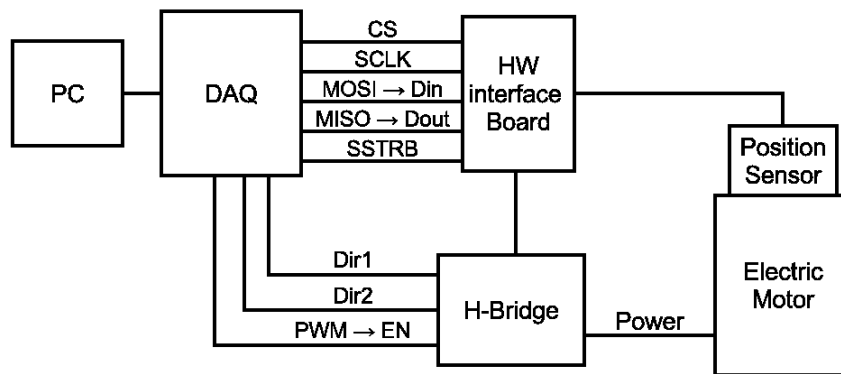 PC
DAQ
CS
SCLK
MOSI → Din
MISO → Dout
SSTRB
HW
interface
Board
Position
Sensor
Dir1
Dir2
PWM → EN
H-Bridge
Power
Electric
Motor